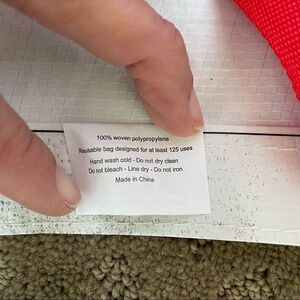 100% woven polypropylene
Reusable bag designed for at least 125 uses
Hand wash cold - Do not dry clean
Do not bleach - Line dry - Do not iron
Made in China